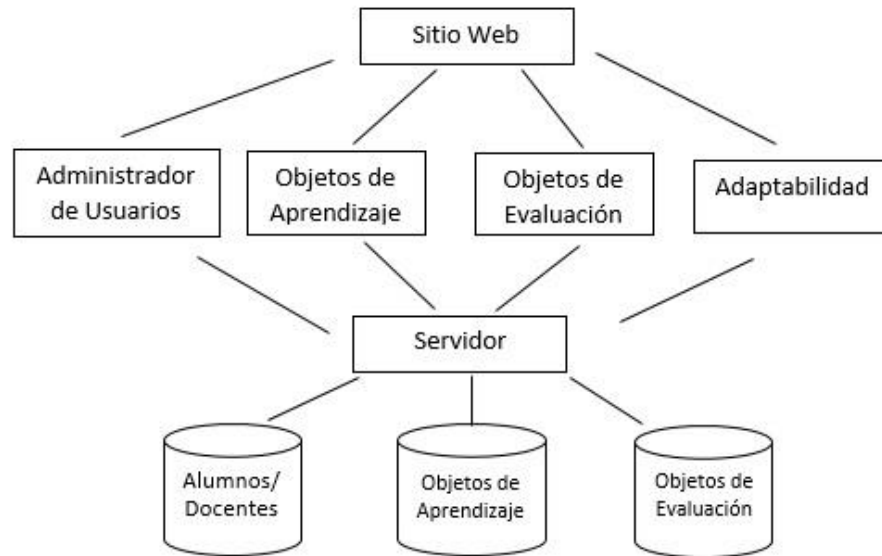 Sitio Web
Administrador
de Usuarios
Objetos de
Aprendizaje
Objetos de
Evaluación
Adaptabilidad
Servidor
Alumnos/
Docentes
Objetos de
Aprendizaje
Objetos de
Evaluación